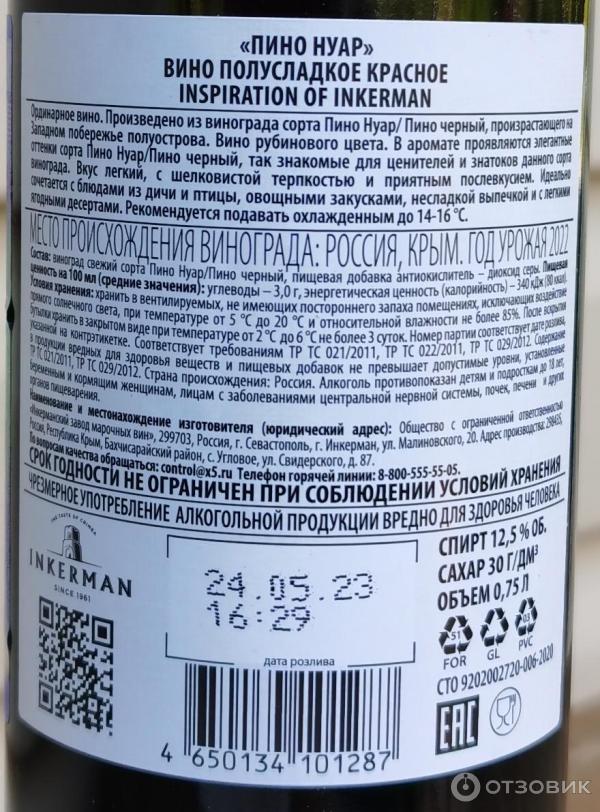 «ПИНО НУАР»
ВИНО ПОЛУСЛАДКОЕ КРАСНОЕ
INSPIRATION OF INKERMAN
Ординарное вино. Произведено из винограда сорта Пино Нуар/ Пино черный, произрастающего на
Западном побережье полуострова. Вино рубинового цвета. В аромате проявляются элегантные
оттенки сорта Пино Нуар/Пино черный, так знакомые для ценителей и знатоков данного сорта
винограда. Вкус легкий, с шелковистой терпкостью и приятным послевкусием. Идеально
сочетается с блюдами из дичи и птицы, овощными закусками, несладкой выпечкой и с легкими
ягодными десертами. Рекомендуется подавать охлажденным до 14-16 °С.
МЕСТО ПРОИСХОЖДЕНИЯ ВИНОГРАДА: РОССИЯ, КРЫМ. ГОД УРОЖАЯ 2022
Состав: виноград свежий сорта Пино Нуар/Пино черный, пищевая добавка антиокислитель – диоксид серы. Пищевая
ценность на 100 мл (средние значения): углеводы – 3,0 г, энергетическая ценность (калорийность) – 340 кДж (80 ккал).
Условия хранения: хранить в вентилируемых, не имеющих постороннего запаха помещениях, исключающих воздействие
прямого солнечного света, при температуре от 5 °С до 20 °С и относительной влажности не более 85%. После вскрытия
бутылки хранить в закрытом виде при температуре от 2 °С до 6 °С не более 3 суток. Номер партии соответствует дате розлива,
указанной на контрэтикетке. Соответствует требованиям ТР ТС 021/2011, ТР ТС 022/2011, ТР ТС 029/2012. Содержание
в продукции вредных для здоровья веществ и пищевых добавок не превышает допустимые уровни, установленные
ТР ТС 021/2011, ТР ТС 029/2012. Страна происхождения: Россия. Алкоголь противопоказан детям и подросткам до 18 лет,
беременным и кормящим женщинам, лицам с заболеваниями центральной нервной системы, почек, печени и других
органов пищеварения.
Наименование и местонахождение изготовителя (юридический адрес): Общество с ограниченной ответственностью
«Инкерманский завод марочных вин», 299703, Россия, г. Севастополь, г. Инкерман, ул. Малиновского, 20. Адрес производства: 298435,
Россия, Республика Крым, Бахчисарайский район, с. Угловое, ул. Свидерского, д. 87.
По вопросам качества обращаться: control@x5.ru Телефон горячей линии: 8-800-555-55-05.
СРОК ГОДНОСТИ НЕ ОГРАНИЧЕН ПРИ СОБЛЮДЕНИИ УСЛОВИЙ ХРАНЕНИЯ
ЧРЕЗМЕРНОЕ УПОТРЕБЛЕНИЕ АЛКОГОЛЬНОЙ ПРОДУКЦИИ ВРЕДНО ДЛЯ ЗДОРОВЬЯ ЧЕЛОВЕКА
THE TASTE OF CRIMEA
INKERMAN
SINCE 1961
24.05.23
16:29
дата розлива
СПИРТ 12,5 % ОБ.
САХАР 30 Г/ДМ³
ОБЪЕМ 0,75 Л
51
FOR
GL
03
PVC
СТО 9202002720-006-2020
EAC
4 650134 101287
ОТЗОВИК